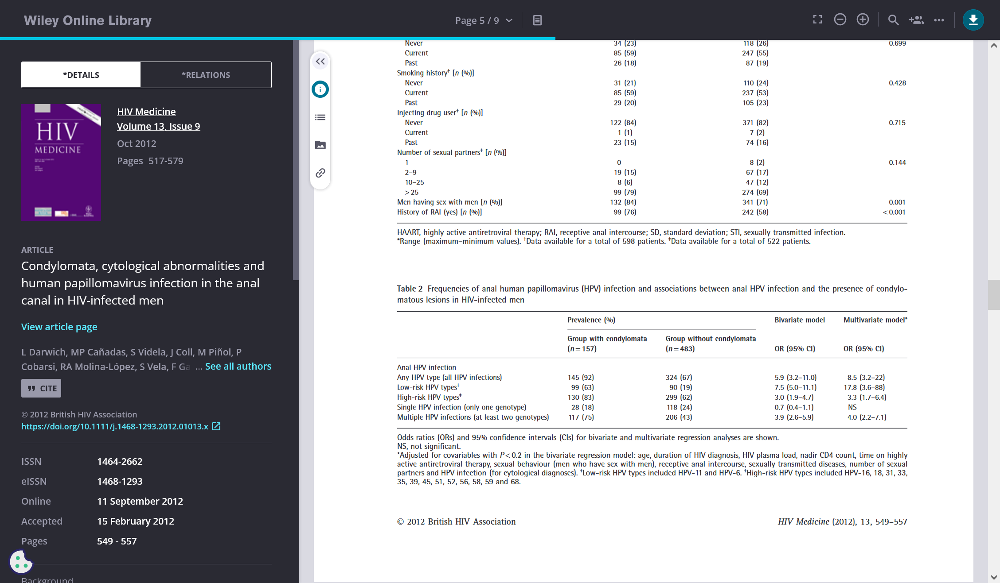 Wiley Online Library
Page 5 / 9
*DETAILS
*RELATIONS
HIV
MEDICINE
HIV Medicine
Volume 13, Issue 9
Oct 2012
Pages 517-579
ARTICLE
Condylomata, cytological abnormalities and
human papillomavirus infection in the anal
canal in HIV-infected men
View article page
L Darwich, MP Cañadas, S Videla, J Coll, M Piñol, P
Cobarsi, RA Molina-López, S Vela, F Ga ... See all authors
CITE
© 2012 British HIV Association
https://doi.org/10.1111/j.1468-1293.2012.01013.x
ISSN 1464-2662
eISSN 1468-1293
Online 11 September 2012
Accepted 15 February 2012
Pages 549 - 557
Background
Never 34 (23) 118 (26) 0.699
Current 85 (59) 247 (55)
Past 26 (18) 87 (19)
Smoking history† [n (%)]
Never 31 (21) 110 (24) 0.428
Current 85 (59) 237 (53)
Past 29 (20) 105 (23)
Injecting drug user† [n (%)]
Never 122 (84) 371 (82) 0.715
Current 1 (1) 7 (2)
Past 23 (15) 74 (16)
Number of sexual partners‡ [n (%)]
1 0 8 (2) 0.144
2–9 19 (15) 67 (17)
10–25 8 (6) 47 (12)
>25 99 (79) 274 (69)
Men having sex with men [n (%)] 132 (84) 341 (71) 0.001
History of RAI (yes) [n (%)] 99 (76) 242 (58) <0.001
HAART, highly active antiretroviral therapy; RAI, receptive anal intercourse; SD, standard deviation; STI, sexually transmitted infection.
*Range (maximum–minimum values). †Data available for a total of 598 patients. ‡Data available for a total of 522 patients.
Table 2 Frequencies of anal human papillomavirus (HPV) infection and associations between anal HPV infection and the presence of condylo-
matous lesions in HIV-infected men
Prevalence (%) Bivariate model Multivariate model*
Group with condylomata Group without condylomata
(n=157) (n=483) OR (95% CI) OR (95% CI)
Anal HPV infection
Any HPV type (all HPV infections) 145 (92) 324 (67) 5.9 (3.2–11.0) 8.5 (3.2–22)
Low-risk HPV types† 99 (63) 90 (19) 7.5 (5.0–11.1) 17.8 (3.6–88)
High-risk HPV types‡ 130 (83) 299 (62) 3.0 (1.9–4.7) 3.3 (1.7–6.4)
Single HPV infection (only one genotype) 28 (18) 118 (24) 0.7 (0.4–1.1) NS
Multiple HPV infections (at least two genotypes) 117 (75) 206 (43) 3.9 (2.6–5.9) 4.0 (2.2–7.1)
Odds ratios (ORs) and 95% confidence intervals (CIs) for bivariate and multivariate regression analyses are shown.
NS, not significant.
*Adjusted for covariables with P<0.2 in the bivariate regression model: age, duration of HIV diagnosis, HIV plasma load, nadir CD4 count, time on highly
active antiretroviral therapy, sexual behaviour (men who have sex with men), receptive anal intercourse, sexually transmitted diseases, number of sexual
partners and HPV infection (for cytological diagnoses). †Low-risk HPV types included HPV-11 and HPV-6. ‡High-risk HPV types included HPV-16, 18, 31, 33,
35, 39, 45, 51, 52, 56, 58, 59 and 68.
© 2012 British HIV Association HIV Medicine (2012), 13, 549–557